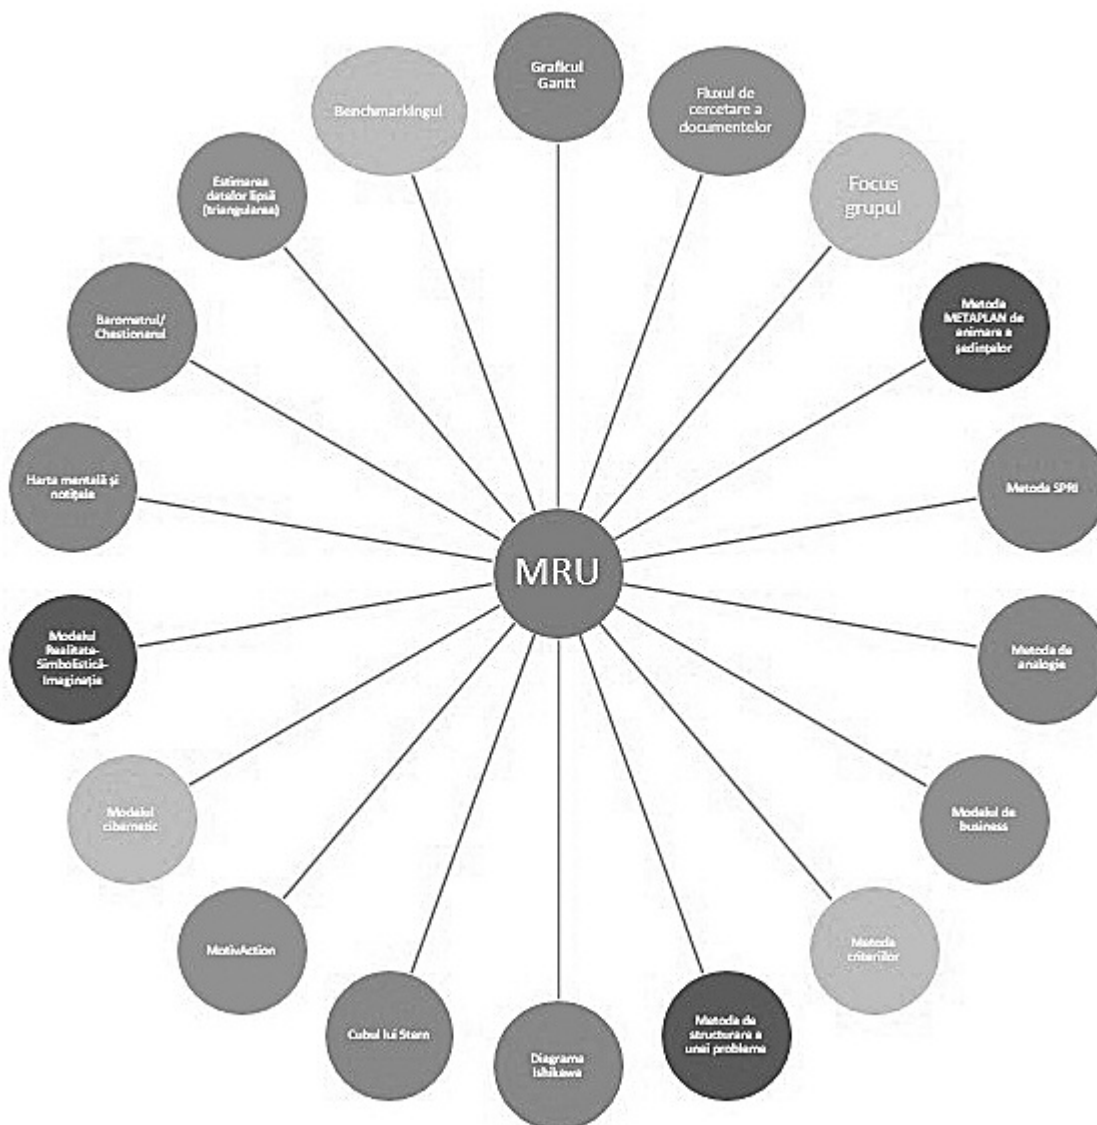 Graficul
Gantt
Fluxul de
cercetare a
documentelor
Focus
grupul
Metoda
METAPLAN de
animare a
ședințelor
Metoda SPRI
Metoda de
analogie
Modelul de
business
Metoda
criteriilor
Metoda de
structurare a
unei probleme
Diagrama
Ishikawa
Cubul lui Stern
MotivAction
Modelul
cibernetic
Modelul
Realitate-
Simbolistică-
Imaginație
Harta mentală și
notițele
Barometrul/
Chestionarul
Estimarea
datelor lipsă
(triangularea)
Benchmarkingul
MRU